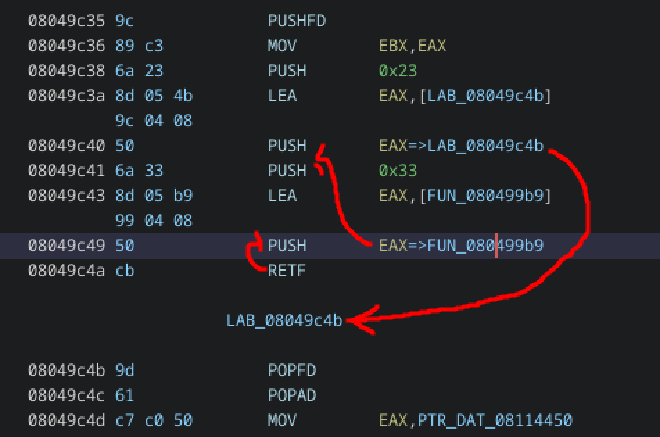 08049c35 9c PUSHFD
08049c36 89 c3 MOV EBX,EAX
08049c38 6a 23 PUSH 0x23
08049c3a 8d 05 4b LEA EAX,[LAB_08049c4b]
9c 04 08
08049c40 50 PUSH EAX=>LAB_08049c4b
08049c41 6a 33 PUSH 0x33
08049c43 8d 05 b9 LEA EAX,[FUN_080499b9]
99 04 08
08049c49 50 PUSH EAX=>FUN_080499b9
08049c4a cb RETF
LAB_08049c4b
08049c4b 9d POPFD
08049c4c 61 POPAD
08049c4d c7 c0 50 MOV EAX,PTR_DAT_08114450